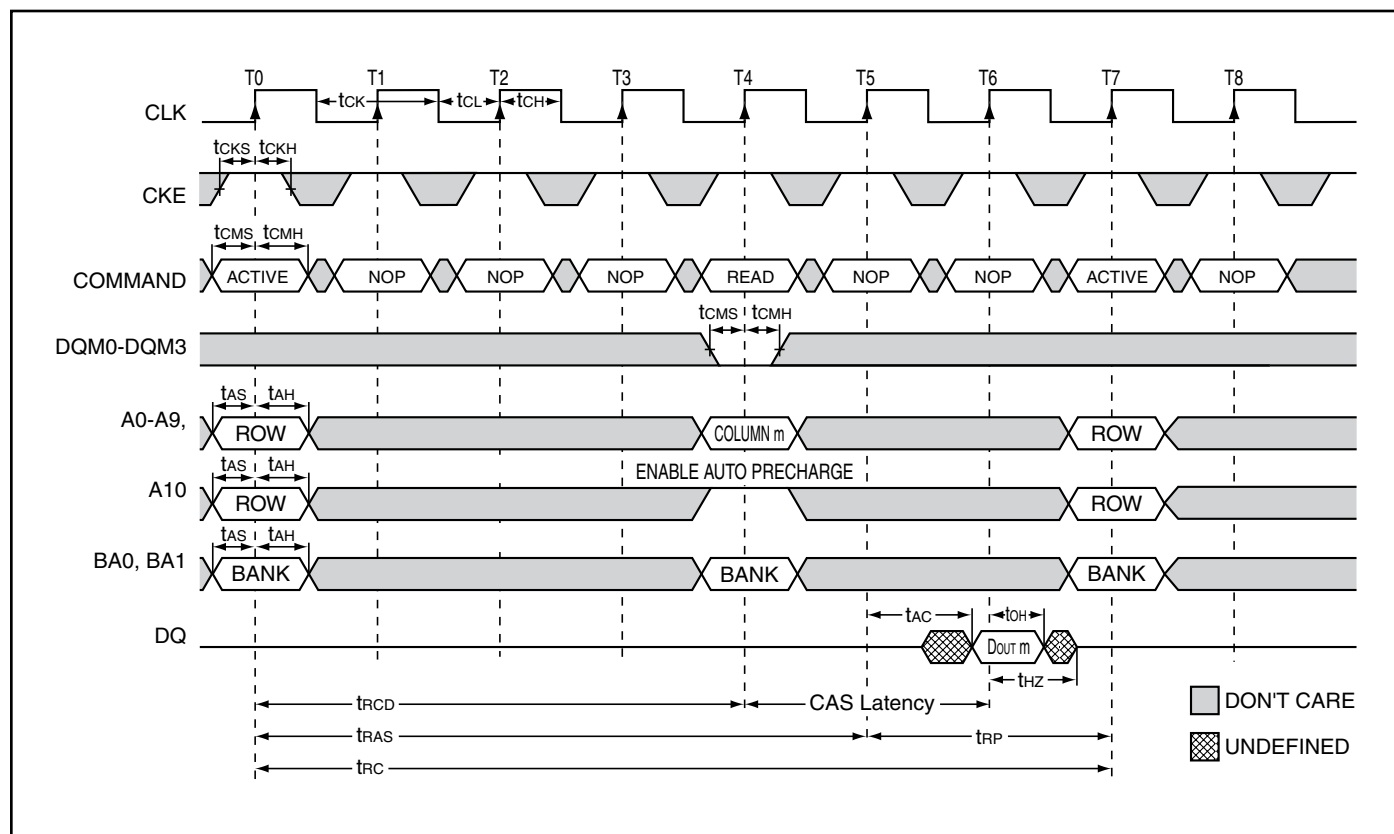 T0 T1 T2 T3 T4 T5 T6 T7 T8
CLK tCK tCL tCH
tCKS tCKH
CKE
tCMS tCMH
COMMAND ACTIVE NOP NOP NOP READ NOP NOP ACTIVE NOP
tCMS tCMH
DQM0-DQM3
tAS tAH
A0-A9, ROW COLUMN m ROW
tAS tAH ENABLE AUTO PRECHARGE
A10 ROW ROW
tAS tAH
BA0, BA1 BANK BANK BANK
tAC tOH
DQ DOUT m
tHZ
tRCD CAS Latency
DON'T CARE
tRAS tRP
UNDEFINED
tRC